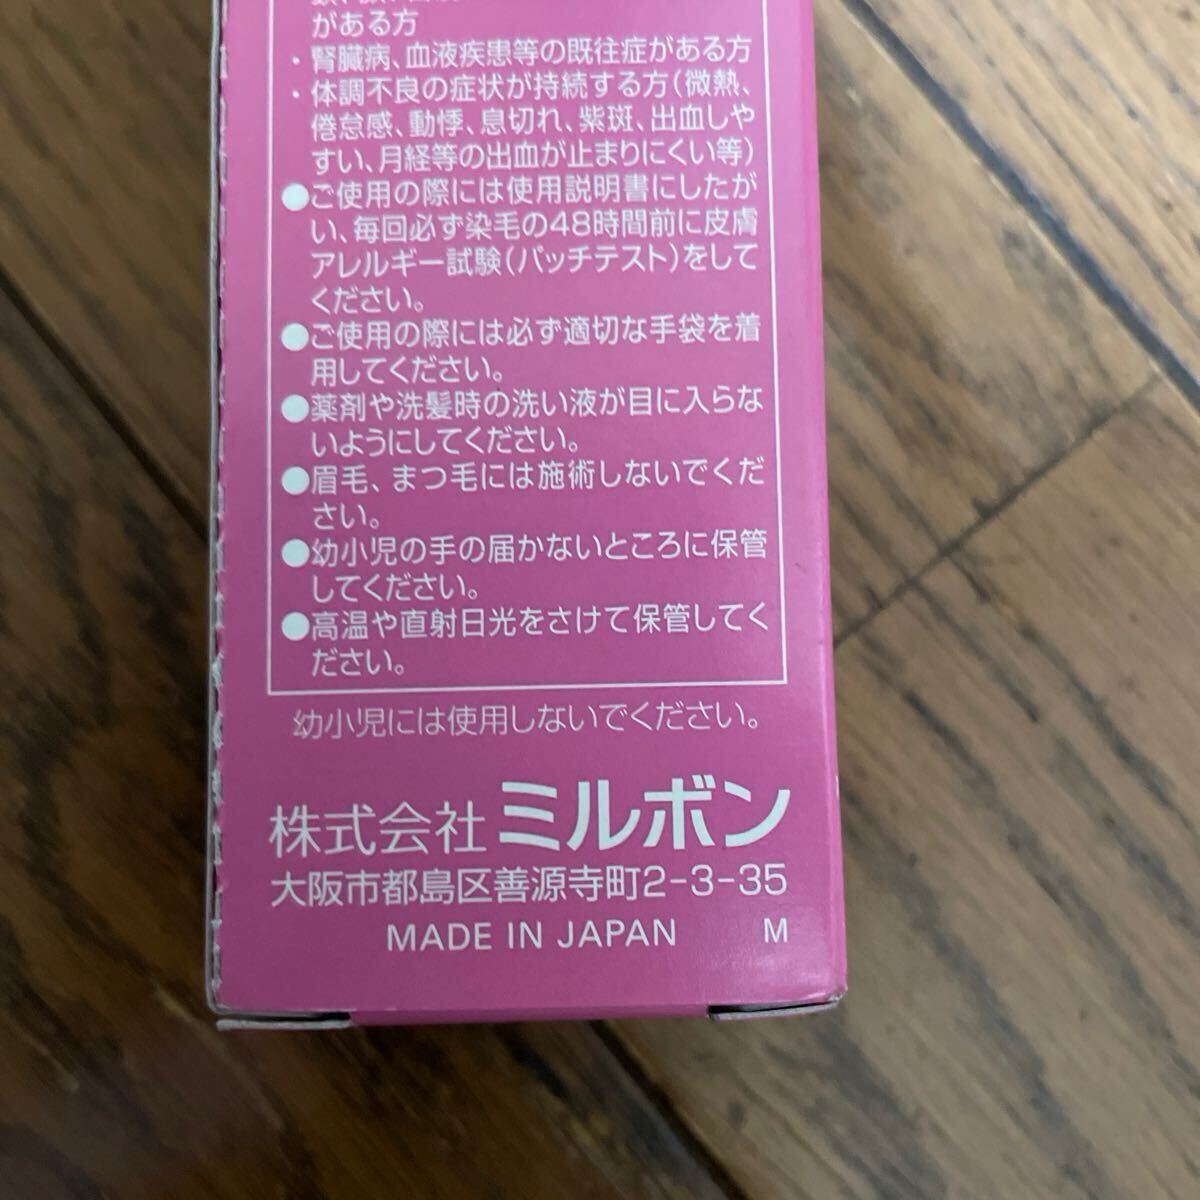 がある方
・腎臓病、血液疾患等の既往症がある方
・体調不良の症状が持続する方(微熱、
倦怠感、動悸、息切れ、紫斑、出血しや
すい、月経等の出血が止まりにくい等)
●ご使用の際には使用説明書にしたが
い、毎回必ず染毛の48時間前に皮膚
アレルギー試験(パッチテスト)をして
ください。
●ご使用の際には必ず適切な手袋を着
用してください。
●薬剤や洗髪時の洗い液が目に入らな
いようにしてください。
●眉毛、まつ毛には施術しないでくだ
さい。
●幼小児の手の届かないところに保管
してください。
●高温や直射日光をさけて保管してく
ださい。
幼小児には使用しないでください。
株式会社 ミルボン
大阪市都島区善源寺町2-3-35
MADE IN JAPAN M